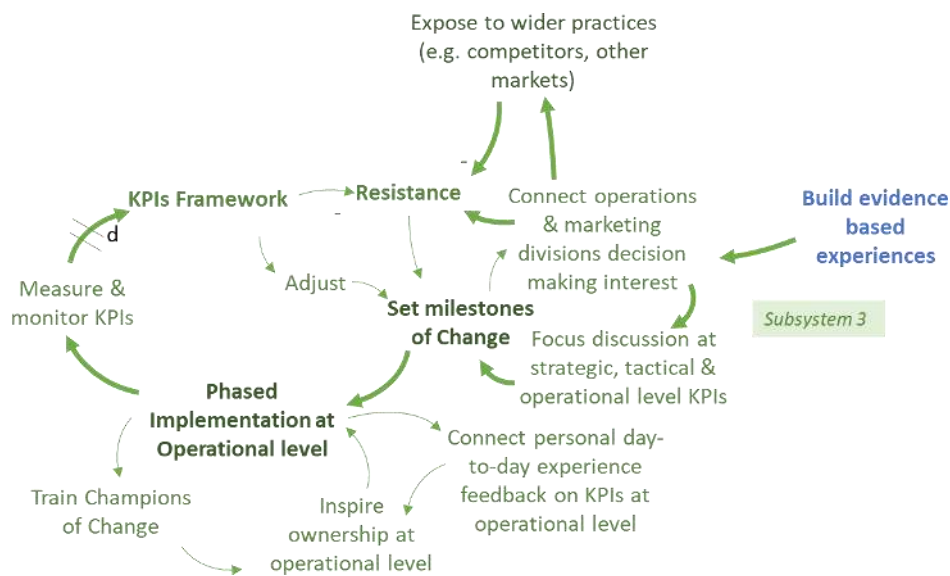 Expose to wider practices
(e.g. competitors, other
markets)
-
KPIs Framework
Resistance
-
d
Connect operations
& marketing
divisions decision
making interest
Build evidence
based
experiences
Adjust
Measure &
monitor KPIs
Set milestones
of Change
Subsystem 3
Focus discussion at
strategic, tactical &
operational level KPIs
Phased
Implementation at
Operational level
Connect personal day-
to-day experience
feedback on KPIs at
operational level
Train Champions
of Change
Inspire
ownership at
operational level